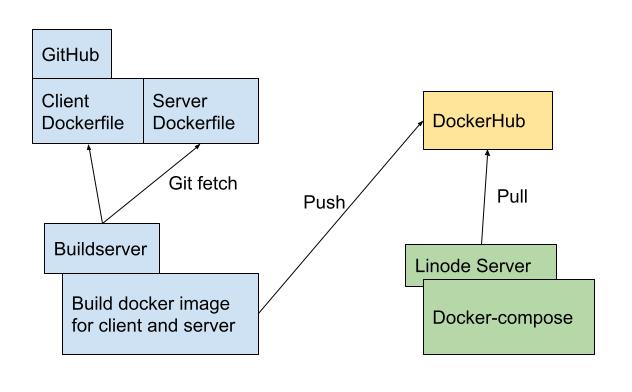 GitHub
Client
Dockerfile
Server
Dockerfile
Git fetch
Buildserver
Build docker image
for client and server
Push
DockerHub
Pull
Linode Server
Docker-compose